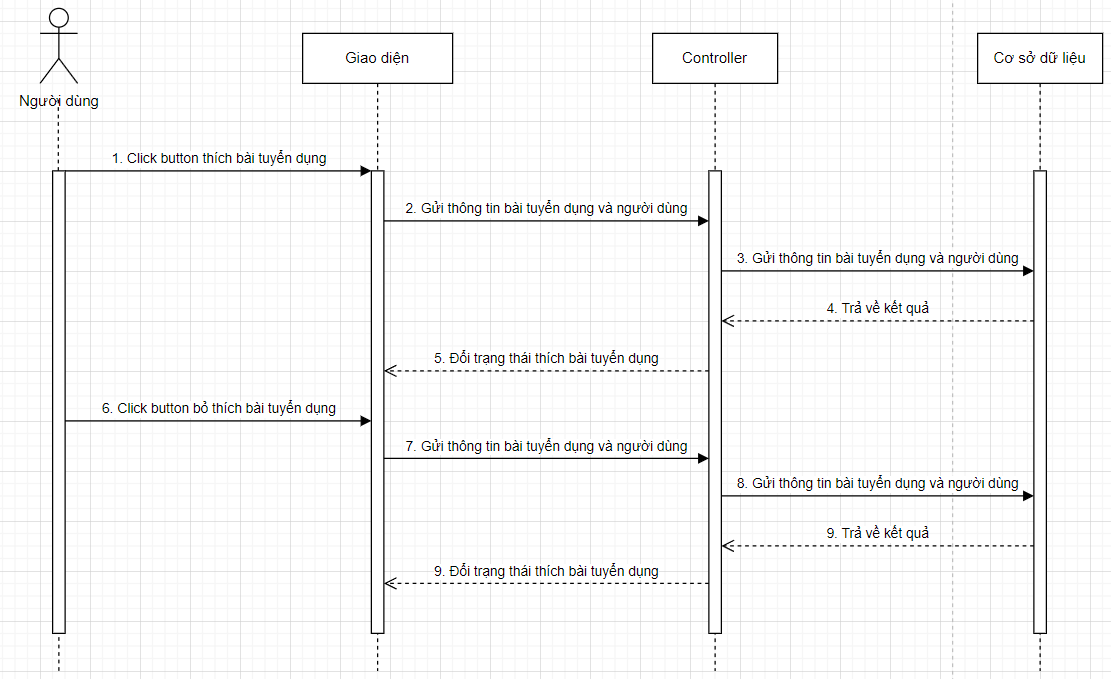 Giao diện
Controller
Cơ sở dữ liệu
Người dùng
1. Click button thích bài tuyển dụng
2. Gửi thông tin bài tuyển dụng và người dùng
3. Gửi thông tin bài tuyển dụng và người dùng
4. Trả về kết quả
5. Đổi trạng thái thích bài tuyển dụng
6. Click button bỏ thích bài tuyển dụng
7. Gửi thông tin bài tuyển dụng và người dùng
8. Gửi thông tin bài tuyển dụng và người dùng
9. Trả về kết quả
9. Đổi trạng thái thích bài tuyển dụng